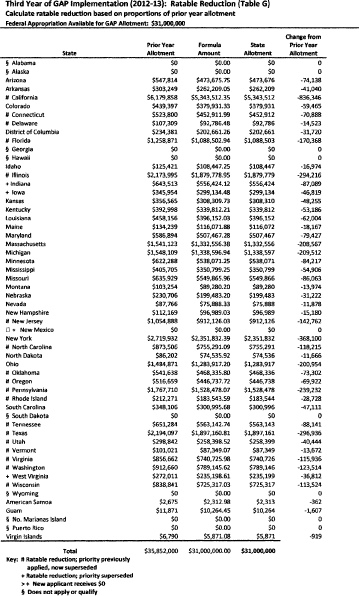 Third Year of GAP Implementation (2012-13): Ratable Reduction (Table G)
Calculate ratable reduction based on proportions of prior year allotment
Federal Appropriation Available for GAP Allotment: $31,000,000
State Prior Year Allotment Formula Amount State Allotment Change from Prior Year Allotment
§ Alabama $0 $0.00 $0 0
§ Alaska $0 $0.00 $0 0
Arizona $547,814 $473,675.75 $473,676 -74,138
Arkansas $303,249 $262,209.05 $262,209 -41,040
# California $6,179,858 $5,343,512.35 $5,343,512 -836,346
Colorado $439,397 $379,931.33 $379,931 -59,465
# Connecticut $523,800 $452,911.99 $452,912 -70,888
# Delaware $107,309 $92,786.48 $92,786 -14,523
District of Columbia $234,381 $202,661.26 $202,661 -31,720
# Florida $1,258,871 $1,088,502.94 $1,088,503 -170,368
§ Georgia $0 $0.00 $0 0
§ Hawaii $0 $0.00 $0 0
Idaho $125,421 $108,447.25 $108,447 -16,974
# Illinois $2,173,995 $1,879,778.95 $1,879,779 -294,216
+ Indiana $643,513 $556,424.12 $556,424 -87,089
+ Iowa $345,954 $299,134.48 $299,134 -46,819
Kansas $356,565 $308,309.73 $308,310 -48,255
Kentucky $392,998 $339,812.21 $339,812 -53,186
Louisiana $458,156 $396,152.03 $396,152 -62,004
Maine $134,239 $116,071.88 $116,072 -18,167
Maryland $586,894 $507,467.28 $507,467 -79,427
Massachusetts $1,541,123 $1,332,556.38 $1,332,556 -208,567
Michigan $1,548,109 $1,338,596.94 $1,338,597 -209,512
Minnesota $622,288 $538,071.25 $538,071 -84,217
Mississippi $405,705 $350,799.25 $350,799 -54,906
Missouri $635,929 $549,865.96 $549,866 -86,063
Montana $103,254 $89,280.20 $89,280 -13,974
Nebraska $230,706 $199,483.20 $199,483 -31,222
Nevada $87,766 $75,888.33 $75,888 -11,878
New Hampshire $112,169 $96,989.03 $96,989 -15,180
# New Jersey $1,054,888 $912,126.03 $912,126 -142,762
□ + New Mexico $0 $0.00 $0 0
New York $2,719,932 $2,351,832.39 $2,351,832 -368,100
# North Carolina $873,506 $755,291.09 $755,291 -118,215
North Dakota $86,202 $74,535.92 $74,536 -11,666
Ohio $1,484,871 $1,283,917.20 $1,283,917 -200,954
# Oklahoma $541,638 $468,335.80 $468,336 -73,302
# Oregon $516,659 $446,737.72 $446,738 -69,922
# Pennsylvania $1,767,710 $1,528,478.07 $1,528,478 -239,232
# Rhode Island $212,271 $183,543.59 $183,544 -28,728
South Carolina $348,106 $300,995.68 $300,996 -47,111
§ South Dakota $0 $0.00 $0 0
# Tennessee $651,284 $563,142.74 $563,143 -88,141
# Texas $2,194,097 $1,897,160.81 $1,897,161 -296,936
# Utah $298,842 $258,398.52 $258,399 -40,444
# Vermont $101,021 $87,349.07 $87,349 -13,672
# Virginia $856,662 $740,725.98 $740,726 -115,936
# Washington $912,660 $789,145.62 $789,146 -123,514
+ West Virginia $272,011 $235,198.61 $235,199 -36,812
# Wisconsin $838,841 $725,317.03 $725,317 -113,524
§ Wyoming $0 $0.00 $0 0
American Samoa $2,675 $2,312.98 $2,313 -362
Guam $11,871 $10,264.45 $10,264 -1,607
§ No. Marianas Island $0 $0.00 $0 0
§ Puerto Rico $0 $0.00 $0 0
Virgin Islands $6,790 $5,871.08 $5,871 -919
Total $35,852,000 $31,000,000.00 $31,000,000
Key: # Ratable reduction; priority previously
applied, now superseded
+ Ratable reduction; priority superseded
>+ New applicant receives $0
§ Does not apply or qualify